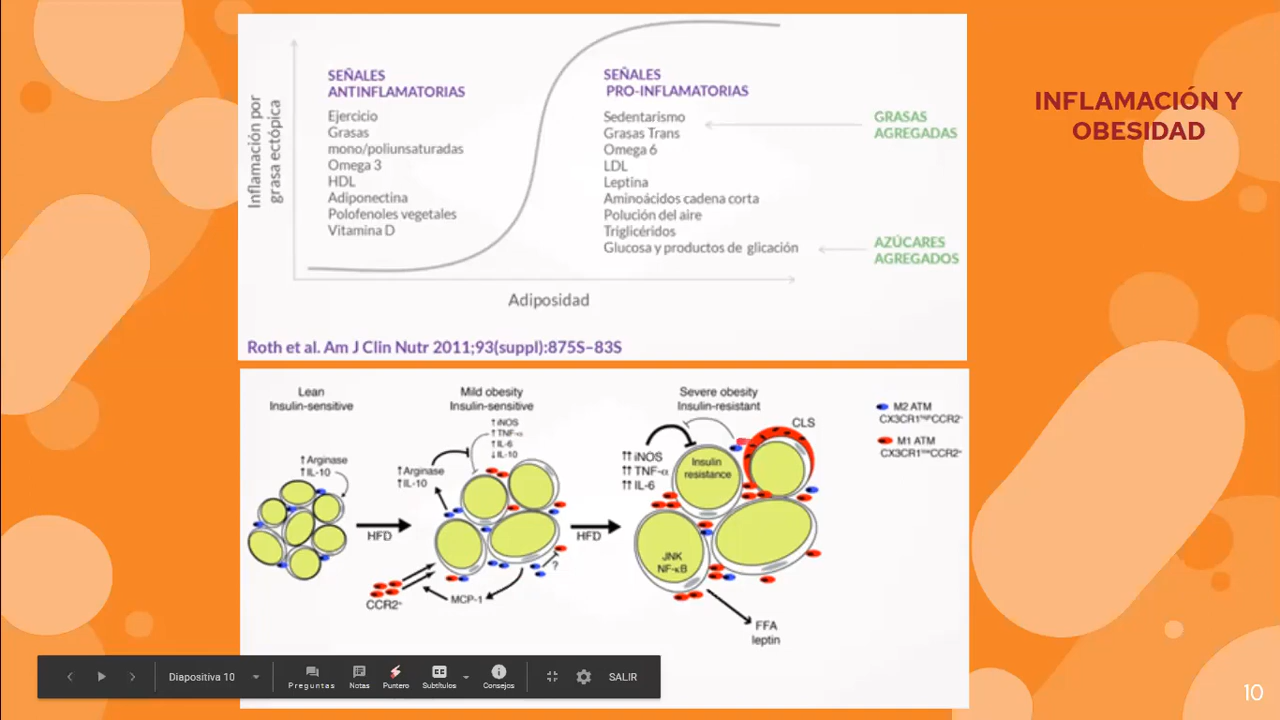 INFLAMACIÓN Y
OBESIDAD
Inflamación por
grasa ectópica
SEÑALES
ANTINFLAMATORIAS
Ejercicio
Grasas
mono/poliunsaturadas
Omega 3
HDL
Adiponectina
Polofenoles vegetales
Vitamina D
SEÑALES
PRO-INFLAMATORIAS
Sedentarismo
Grasas Trans
Omega 6
LDL
Leptina
Aminoácidos cadena corta
Polución del aire
Triglicéridos
Glucosa y productos de glicación
GRASAS
AGREGADAS
AZÚCARES
AGREGADOS
Adiposidad
Roth et al. Am J Clin Nutr 2011;93(suppl):875S–83S
Lean
Insulin-sensitive
↑Arginase
↑IL-10
HFD
CCR2+
Mild obesity
Insulin-sensitive
↑iNOS
↑TNF-α
↑IL-6
↓IL-10
↑Arginase
↑IL-10
MCP-1
?
HFD
Severe obesity
Insulin-resistant
↑↑ iNOS
↑↑ TNF-α
↑↑ IL-6
Insulin
resistance
CLS
JNK
NF-κB
FFA
leptin
M2 ATM
CX3CR1highCCR2-
M1 ATM
CX3CR1lowCCR2+
Diapositiva 10
Preguntas
Notas
Puntero
Subtítulos
Consejos
SALIR
10